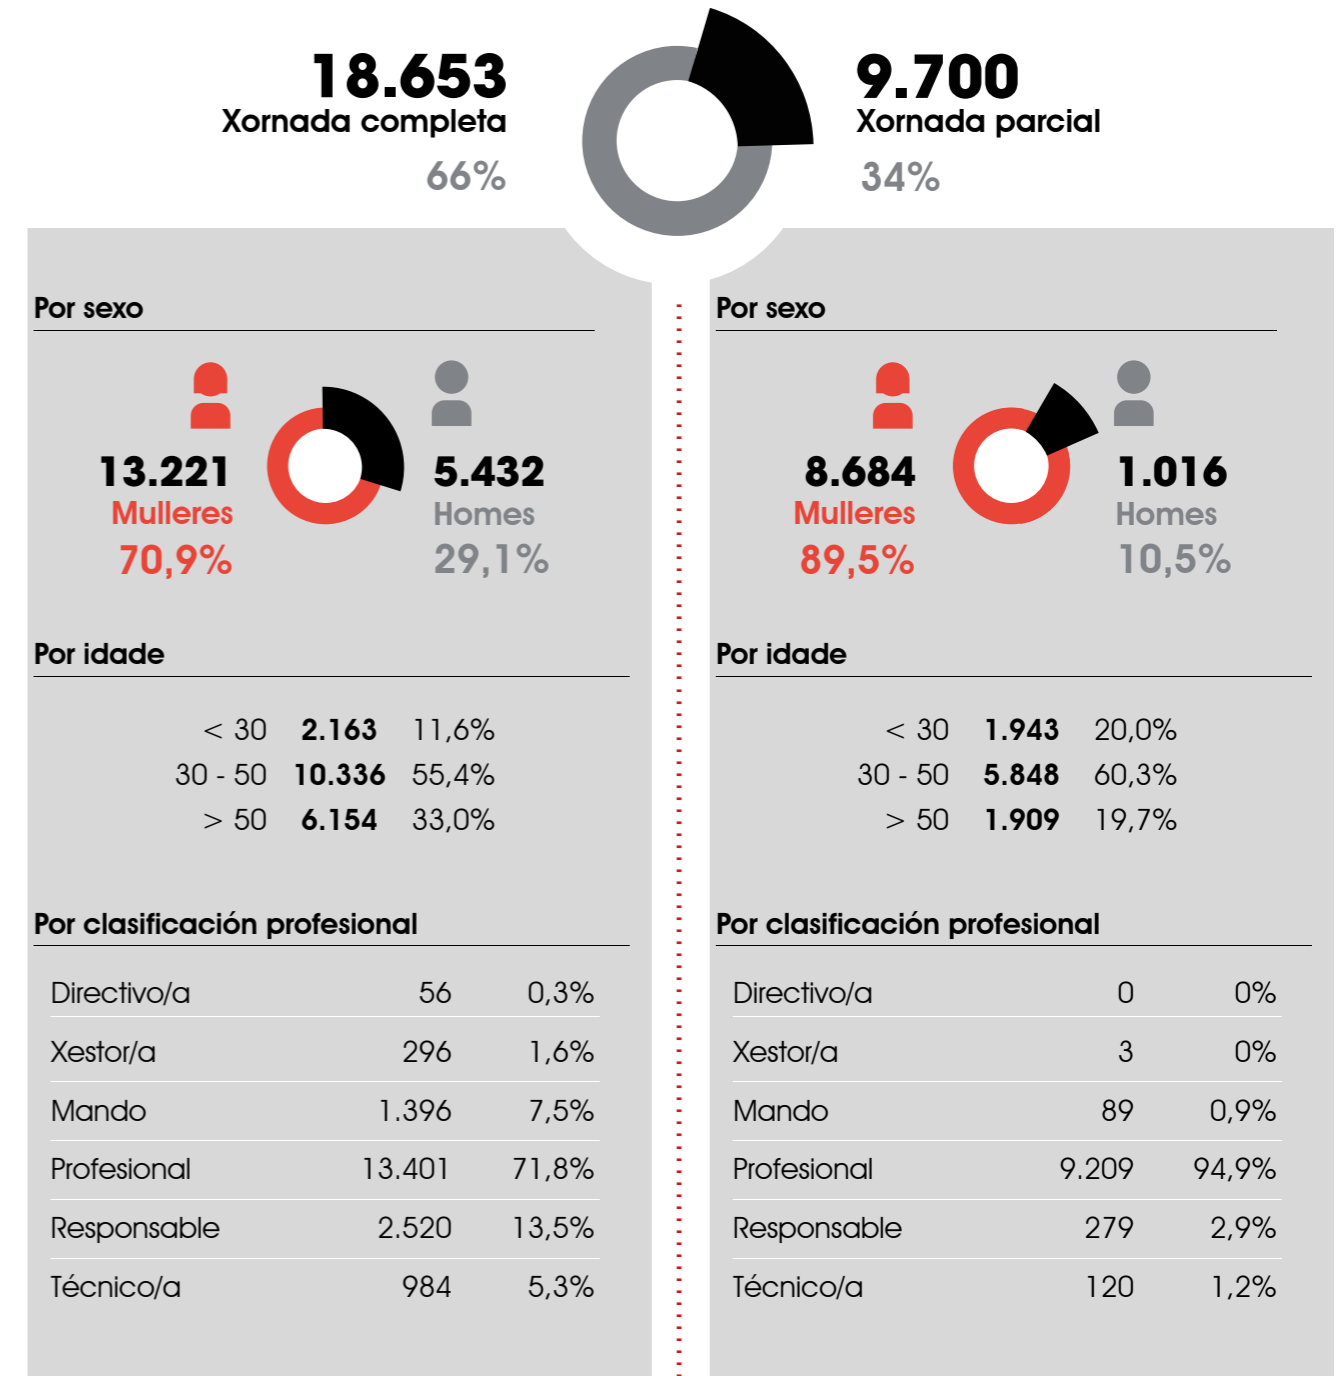 18.653
Xornada completa
66%
9.700
Xornada parcial
34%
Por sexo
13.221
Mulleres
70,9%
5.432
Homes
29,1%
Por idade
< 30 2.163 11,6%
30 - 50 10.336 55,4%
> 50 6.154 33,0%
Por clasificación profesional
Directivo/a 56 0,3%
Xestor/a 296 1,6%
Mando 1.396 7,5%
Profesional 13.401 71,8%
Responsable 2.520 13,5%
Técnico/a 984 5,3%
Por sexo
8.684
Mulleres
89,5%
1.016
Homes
10,5%
Por idade
< 30 1.943 20,0%
30 - 50 5.848 60,3%
> 50 1.909 19,7%
Por clasificación profesional
Directivo/a 0 0%
Xestor/a 3 0%
Mando 89 0,9%
Profesional 9.209 94,9%
Responsable 279 2,9%
Técnico/a 120 1,2%